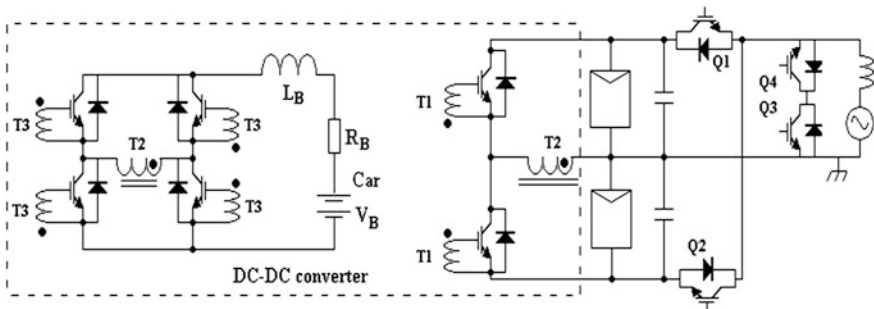 T3
T3
T2
T3
T3
L_B
R_B
Car
V_B
DC-DC converter
T1
T2
T1
Q1
Q4
Q3
Q2